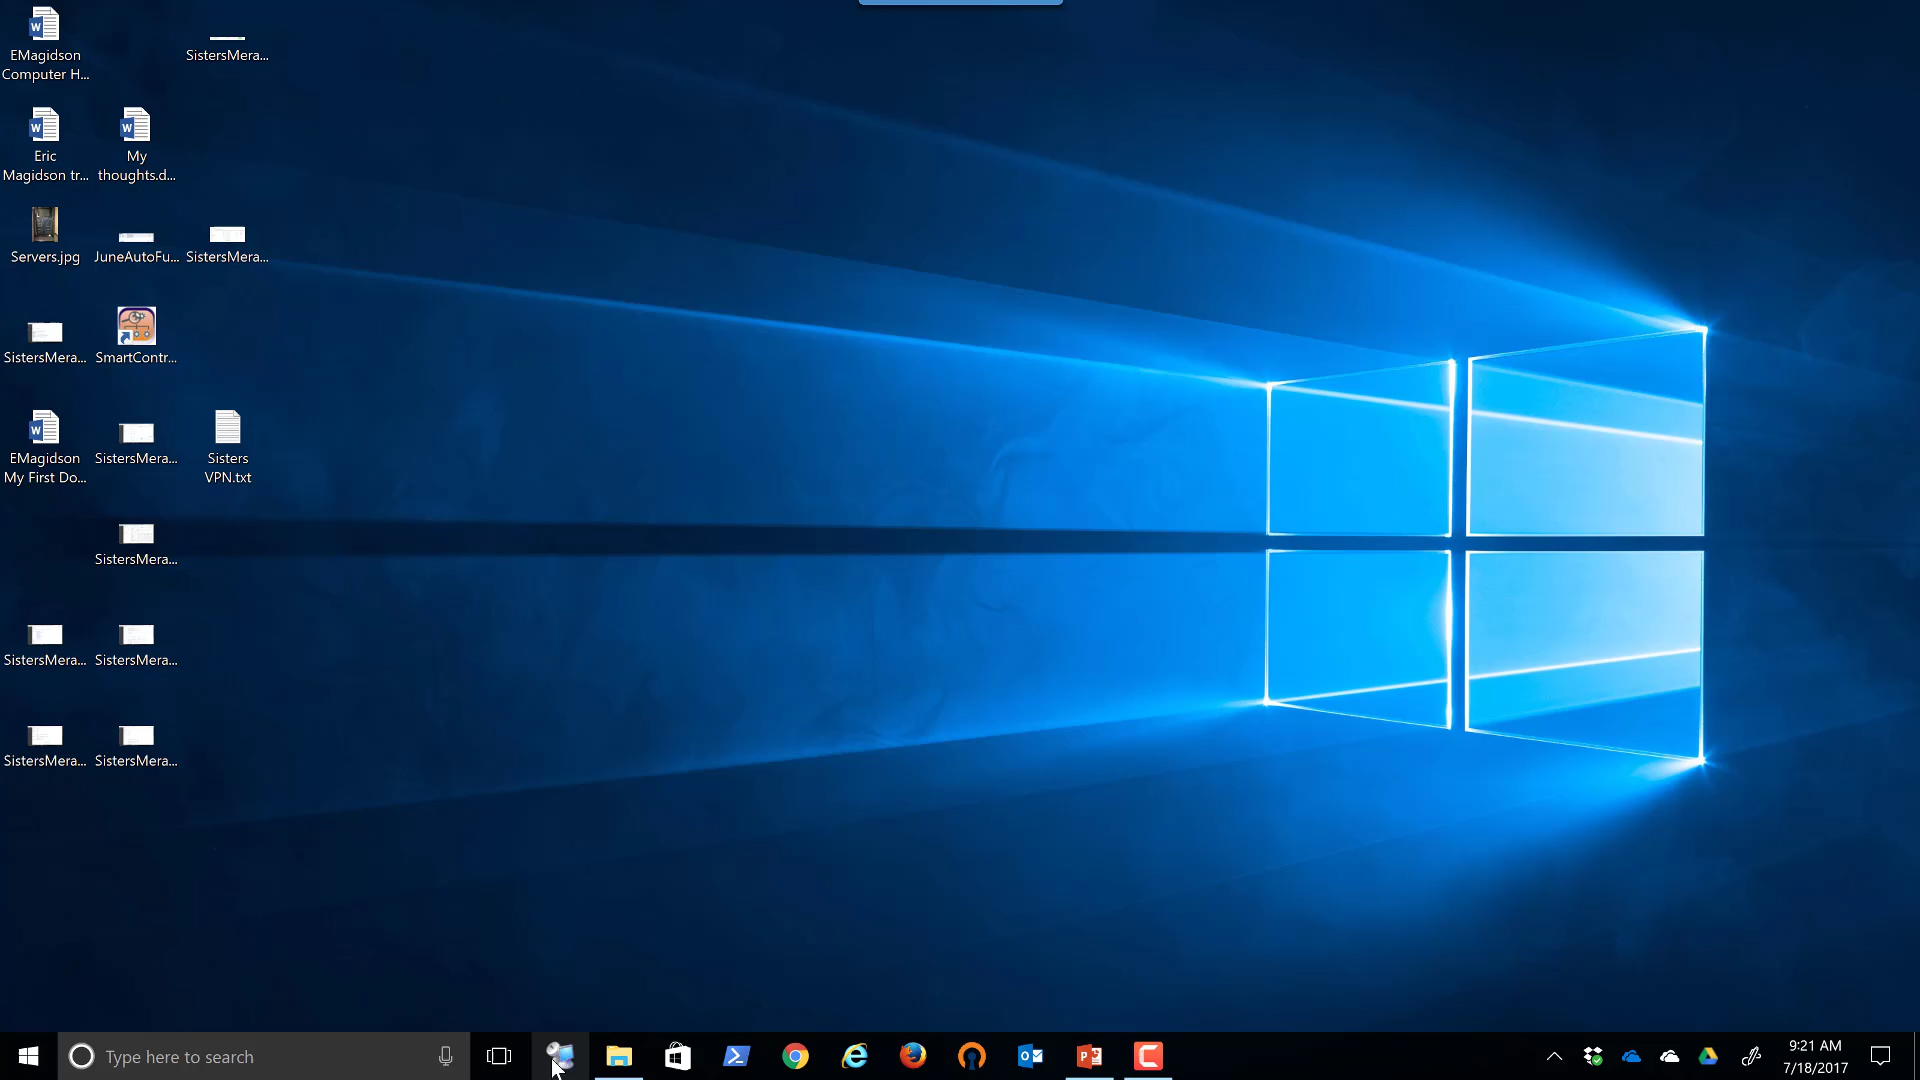 EMagidson
Computer H...
SistersMera...
Eric
Magidson tr...
My
thoughts.d...
Servers.jpg
JuneAutoFu...
SistersMera...
SistersMera...
SmartContr...
EMagidson
My First Do...
SistersMera...
Sisters
VPN.txt
SistersMera...
SistersMera...
SistersMera...
SistersMera...
SistersMera...
Type here to search
9:21 AM
7/18/2017